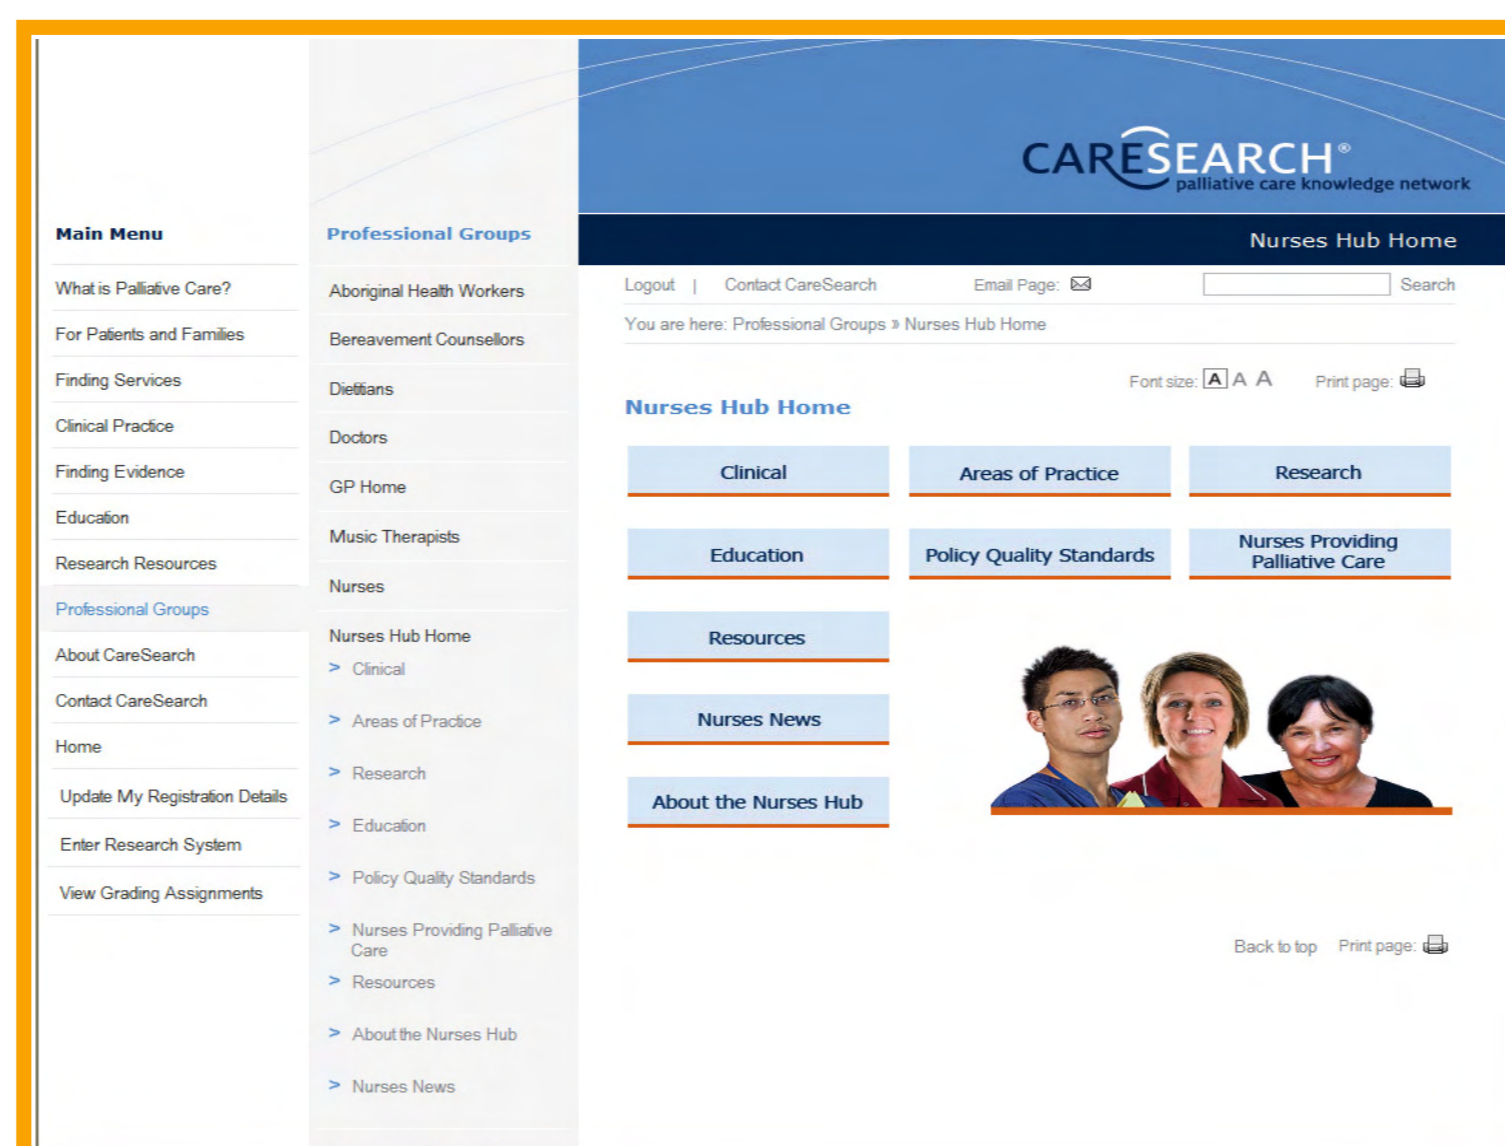 CARESEARCH®
palliative care knowledge network
Nurses Hub Home
Main Menu
What is Palliative Care?
For Patients and Families
Finding Services
Clinical Practice
Finding Evidence
Education
Research Resources
Professional Groups
About CareSearch
Contact CareSearch
Home
Update My Registration Details
Enter Research System
View Grading Assignments
Professional Groups
Aboriginal Health Workers
Bereavement Counsellors
Dietitians
Doctors
GP Home
Music Therapists
Nurses
Nurses Hub Home
> Clinical
> Areas of Practice
> Research
> Education
> Policy Quality Standards
> Nurses Providing Palliative
Care
> Resources
> About the Nurses Hub
> Nurses News
Logout | Contact CareSearch Email Page: Search
You are here: Professional Groups » Nurses Hub Home
Font size: A A A Print page:
Nurses Hub Home
Clinical Areas of Practice Research
Education Policy Quality Standards Nurses Providing
Palliative Care
Resources
Nurses News
About the Nurses Hub
Back to top Print page: